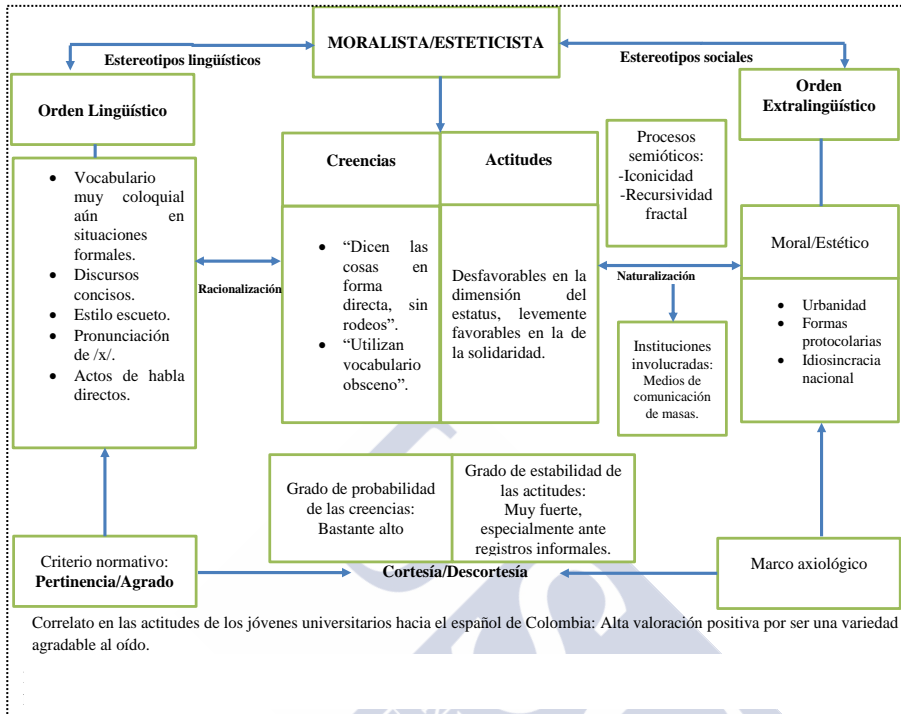 MORALISTA/ESTETICISTA
Estereotipos lingüísticos
Estereotipos sociales
Orden Lingüístico
Orden
Extralingüístico
Vocabulario
muy coloquial
aún en
situaciones
formales.
Discursos
concisos.
Estilo escueto.
Pronunciación
de /x/.
Actos de habla
directos.
Racionalización
Creencias
“Dicen las
cosas en
forma
directa, sin
rodeos”.
“Utilizan
vocabulario
obsceno”.
Actitudes
Desfavorables en la
dimensión del
estatus, levemente
favorables en la de
la solidaridad.
Procesos
semióticos:
-Iconicidad
-Recursividad
fractal
Naturalización
Instituciones
involucradas:
Medios de
comunicación
de masas.
Moral/Estético
Urbanidad
Formas
protocolarias
Idiosincracia
nacional
Grado de probabilidad
de las creencias:
Bastante alto
Grado de estabilidad de
las actitudes:
Muy fuerte,
especialmente ante
registros informales.
Criterio normativo:
Pertinencia/Agrado
Cortesía/Descortesía
Marco axiológico
Correlato en las actitudes de los jóvenes universitarios hacia el español de Colombia: Alta valoración positiva por ser una variedad
agradable al oído.